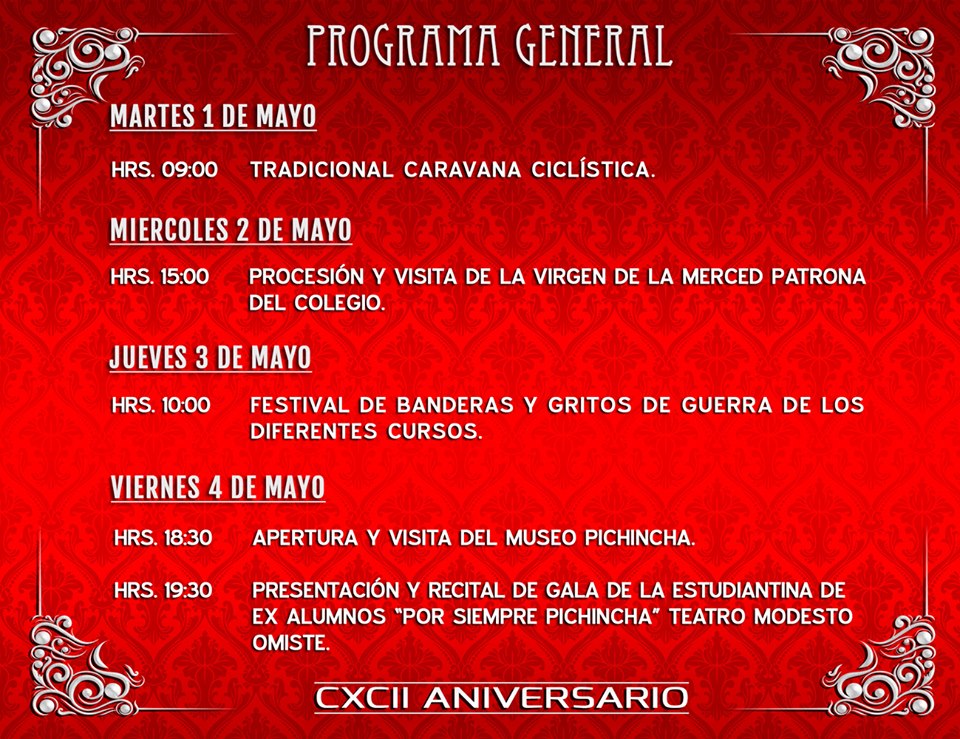 PROGRAMA GENERAL
MARTES 1 DE MAYO
HRS. 09:00 TRADICIONAL CARAVANA CICLÍSTICA.
MIERCOLES 2 DE MAYO
HRS. 15:00 PROCESIÓN Y VISITA DE LA VIRGEN DE LA MERCED PATRONA
DEL COLEGIO.
JUEVES 3 DE MAYO
HRS. 10:00 FESTIVAL DE BANDERAS Y GRITOS DE GUERRA DE LOS
DIFERENTES CURSOS.
VIERNES 4 DE MAYO
HRS. 18:30 APERTURA Y VISITA DEL MUSEO PICHINCHA.
HRS. 19:30 PRESENTACIÓN Y RECITAL DE GALA DE LA ESTUDIANTINA DE
EX ALUMNOS “POR SIEMPRE PICHINCHA” TEATRO MODESTO
OMISTE.
CXCII ANIVERSARIO